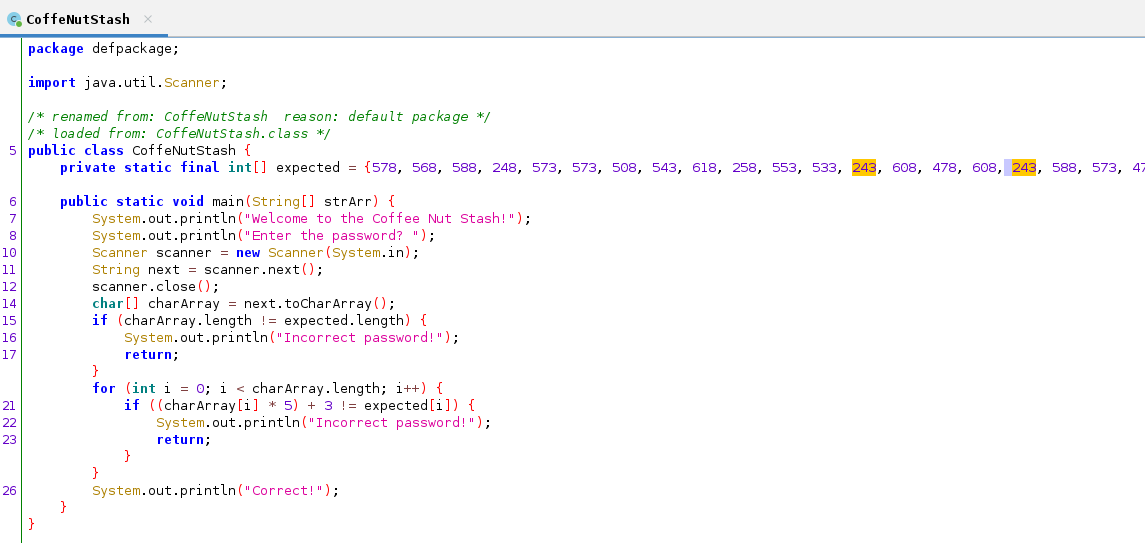 CoffeNutStash
package defpackage;
import java.util.Scanner;
/* renamed from: CoffeNutStash  reason: default package */
/* loaded from: CoffeNutStash.class */
5 public class CoffeNutStash {
    private static final int[] expected = {578, 568, 588, 248, 573, 573, 508, 543, 618, 258, 553, 533, 243, 608, 478, 608, 243, 588, 573, 47
6     public static void main(String[] strArr) {
7         System.out.println("Welcome to the Coffee Nut Stash!");
8         System.out.println("Enter the password? ");
10         Scanner scanner = new Scanner(System.in);
11         String next = scanner.next();
12         scanner.close();
14         char[] charArray = next.toCharArray();
15         if (charArray.length != expected.length) {
16             System.out.println("Incorrect password!");
17             return;
        }
        for (int i = 0; i < charArray.length; i++) {
21             if ((charArray[i] * 5) + 3 != expected[i]) {
22                 System.out.println("Incorrect password!");
23                 return;
            }
        }
26         System.out.println("Correct!");
    }
}